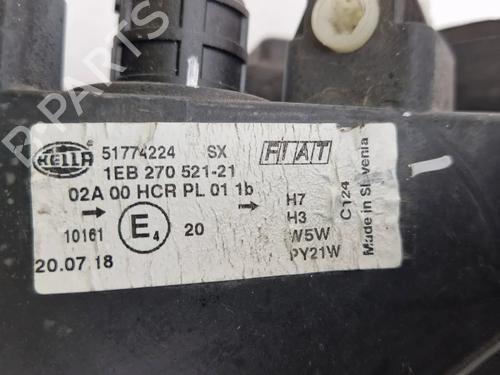 B-PARTS
HELLA 51774224 SX FIAT
1EB 270 521-21
02A 00 HCR PL 01 1b
10161 E4 20
20.07.18
H7
H3
W5W
PY21W
C124
Made in Slovenia